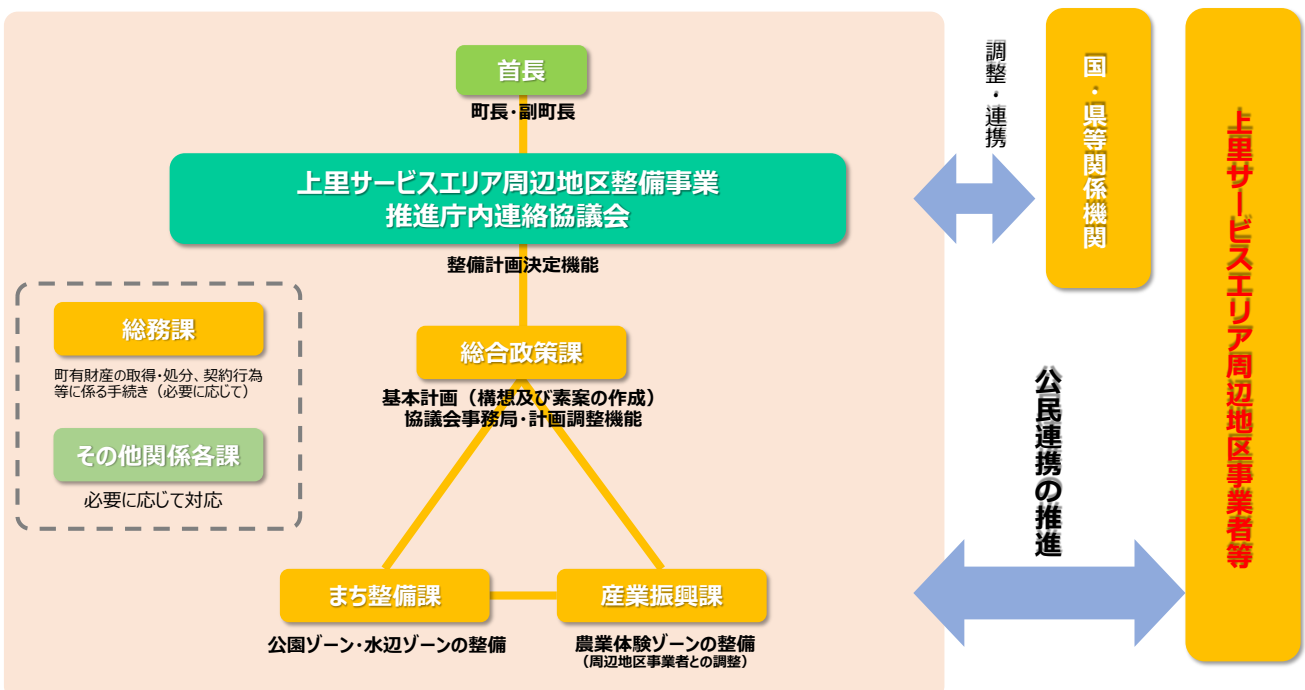 首長
町長・副町長
上里サービスエリア周辺地区整備事業
推進庁内連絡協議会
整備計画決定機能
総務課
町有財産の取得・処分、契約行為
等に係る手続き（必要に応じて）
その他関係各課
必要に応じて対応
総合政策課
基本計画（構想及び素案の作成）
協議会事務局・計画調整機能
まち整備課
公園ゾーン・水辺ゾーンの整備
産業振興課
農業体験ゾーンの整備
（周辺地区事業者との調整）
調整・連携
国・県等関係機関
公民連携の推進
上里サービスエリア周辺地区事業者等